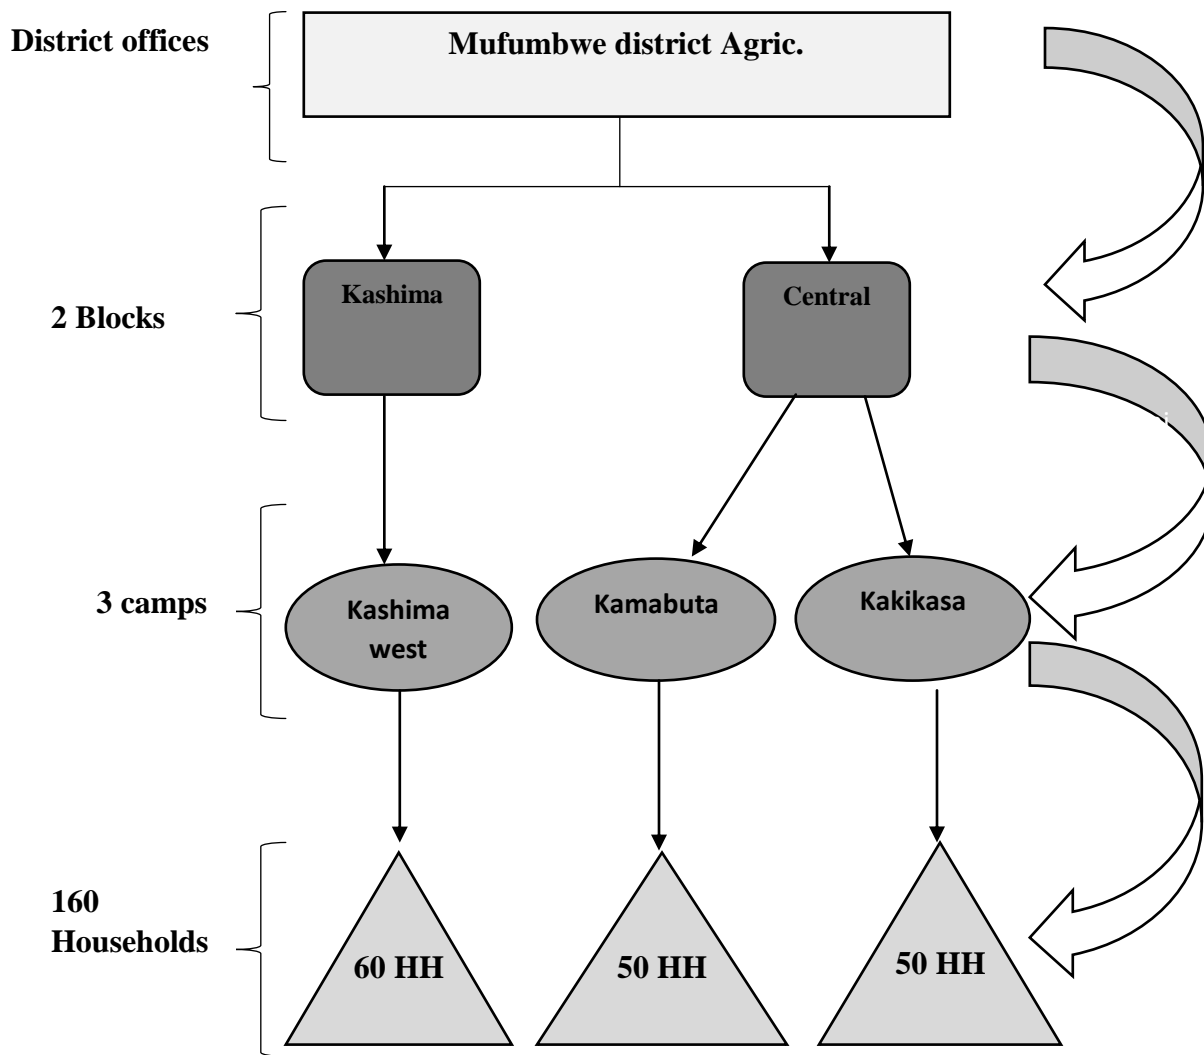 District offices
Mufumbwe district Agric.
2 Blocks
Kashima
Central
3 camps
Kashima
west
Kamabuta
Kakikasa
160
Households
60 HH
50 HH
50 HH